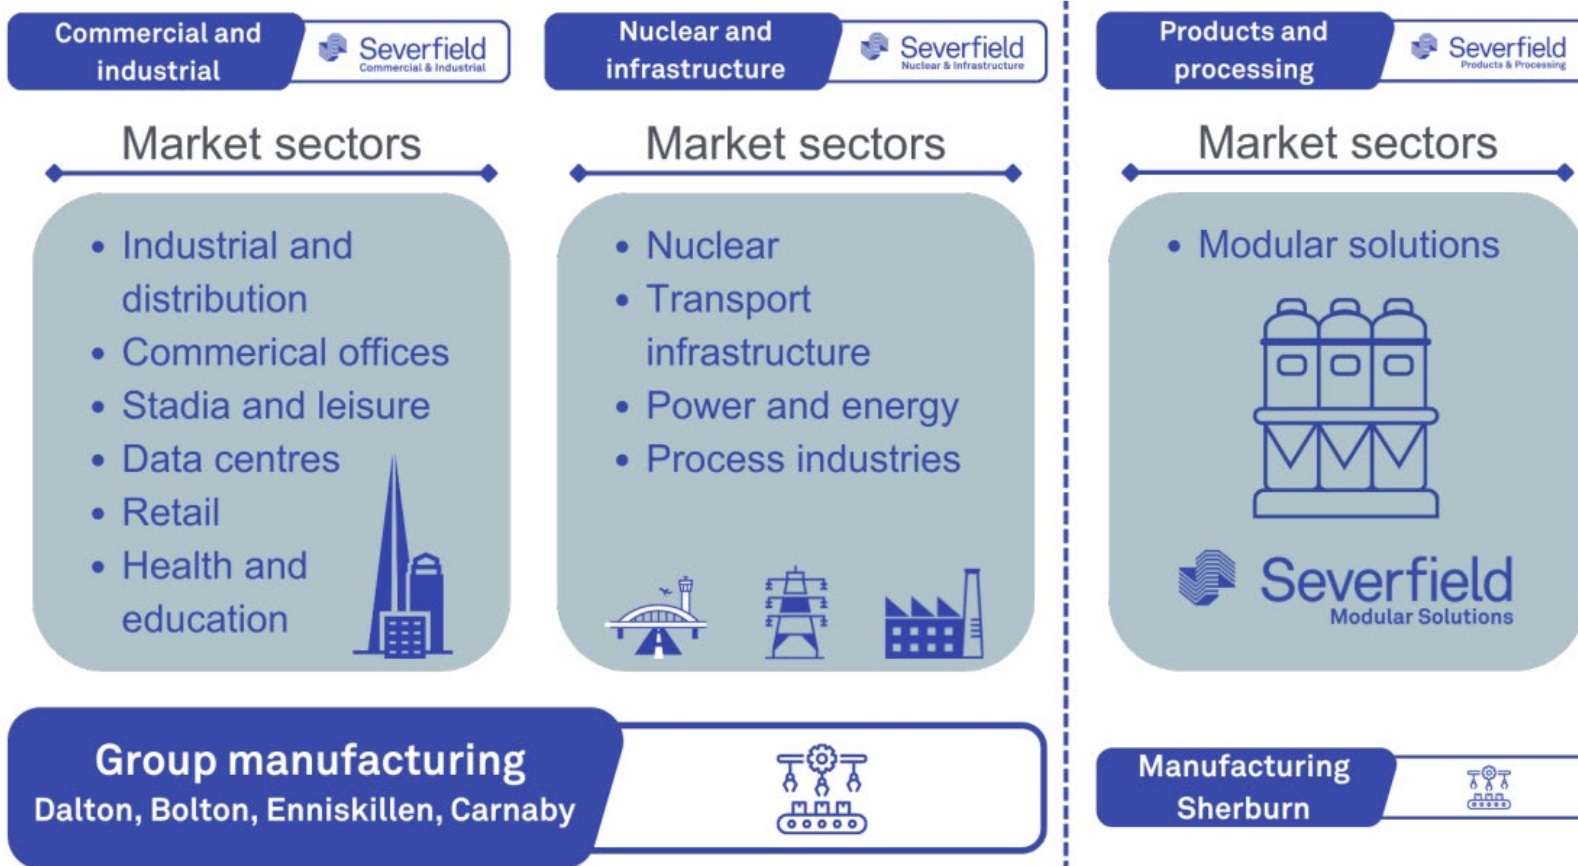 Commercial and
industrial
Severfield
Commercial & Industrial
Market sectors
• Industrial and
distribution
• Commerical offices
• Stadia and leisure
• Data centres
• Retail
• Health and
education
Nuclear and
infrastructure
Severfield
Nuclear & Infrastructure
Market sectors
• Nuclear
• Transport
infrastructure
• Power and energy
• Process industries
Group manufacturing
Dalton, Bolton, Enniskillen, Carnaby
Products and
processing
Severfield
Products & Processing
Market sectors
• Modular solutions
Severfield
Modular Solutions
Manufacturing
Sherburn